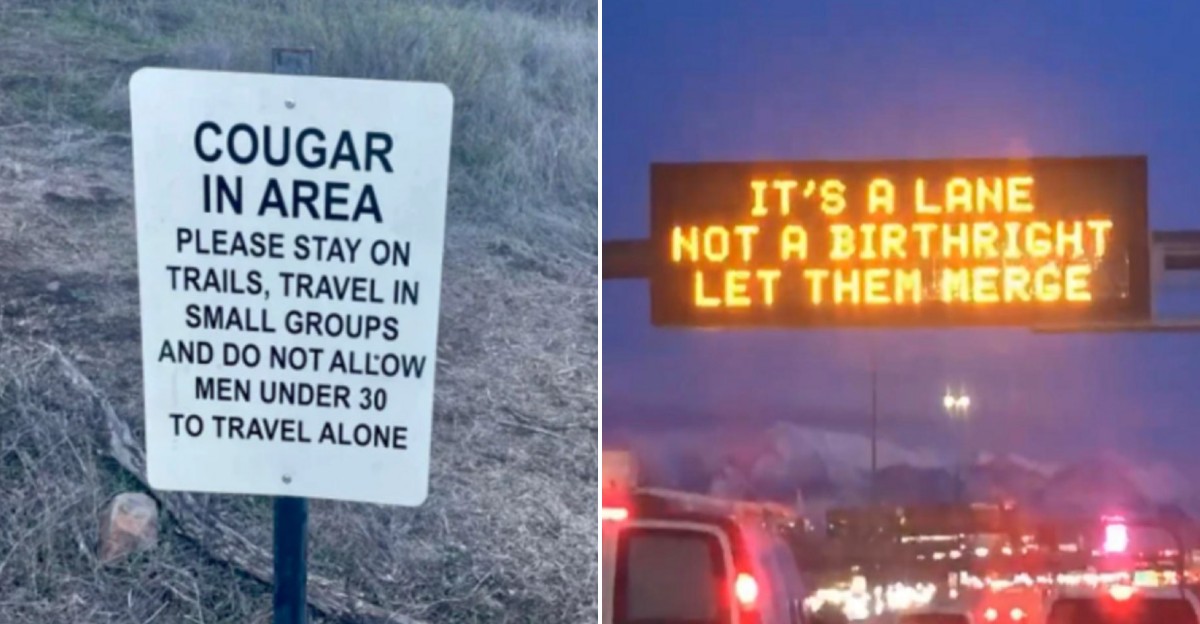 COUGAR
IN AREA
PLEASE STAY ON
TRAILS, TRAVEL IN
SMALL GROUPS
AND DO NOT ALLOW
MEN UNDER 30
TO TRAVEL ALONE
IT'S A LANE
NOT A BIRTHRIGHT
LET THEM MERGE